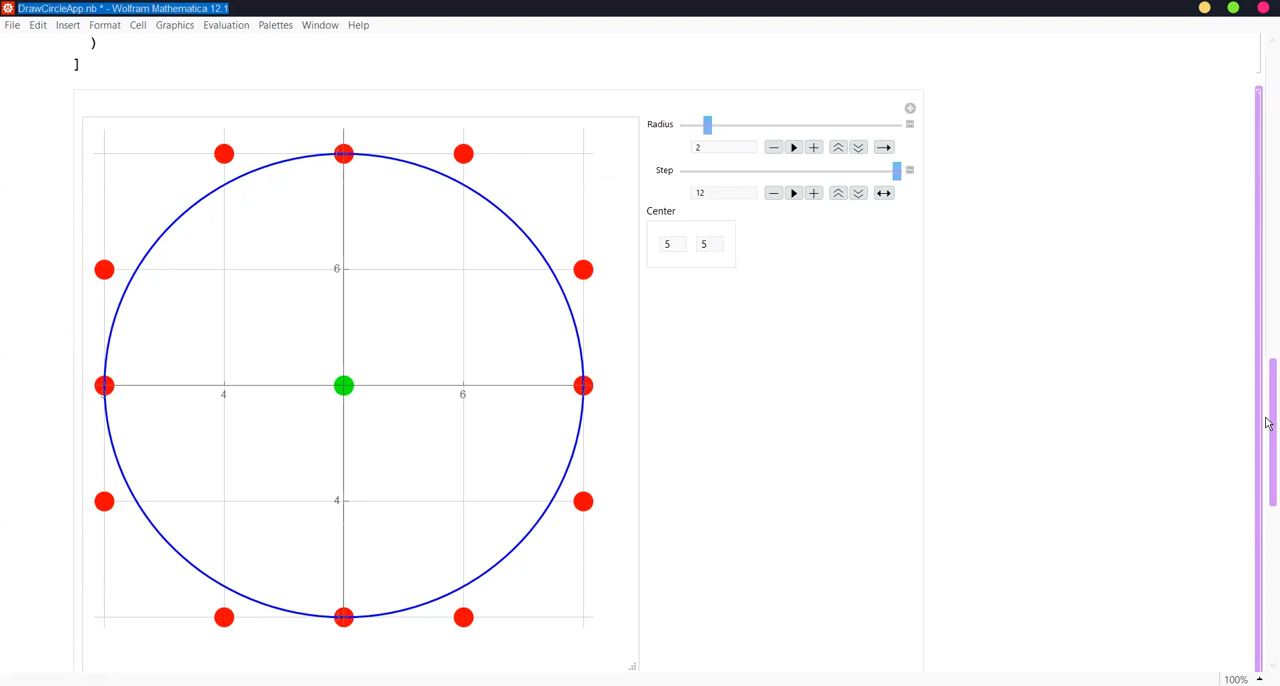 DrawCircleApp.nb * - Wolfram Mathematica 12.1
File Edit Insert Format Cell Graphics Evaluation Palettes Window Help
)
]
Radius
2
Step
12
Center
5 5
6
4 6
4
100%